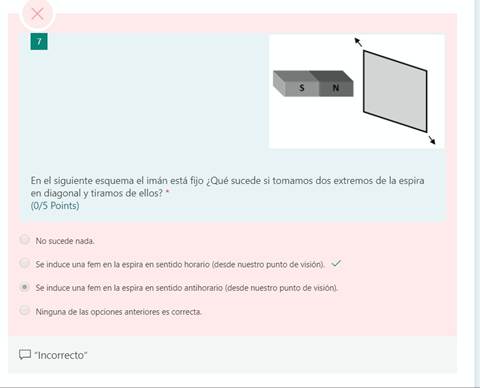 7
S N
En el siguiente esquema el imán está fijo ¿Qué sucede si tomamos dos extremos de la espira
en diagonal y tiramos de ellos? *
(0/5 Points)
No sucede nada.
Se induce una fem en la espira en sentido horario (desde nuestro punto de visión).
Se induce una fem en la espira en sentido antihorario (desde nuestro punto de visión).
Ninguna de las opciones anteriores es correcta.
"Incorrecto"